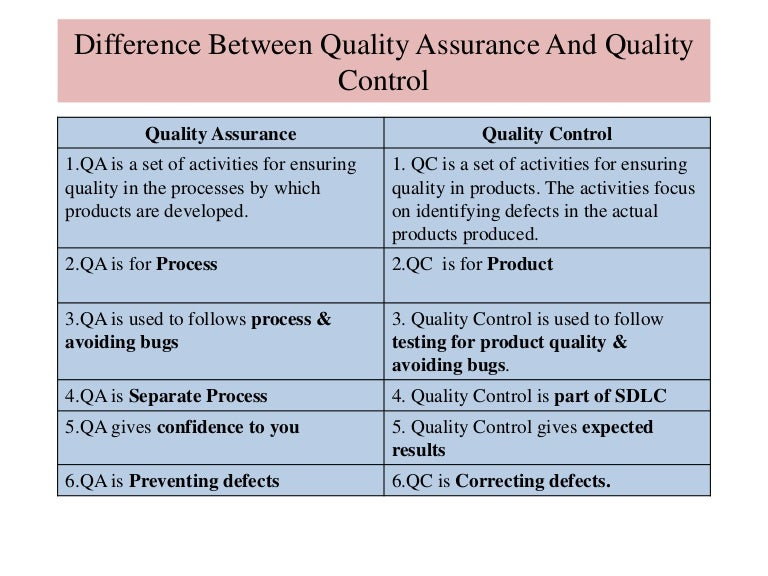 Difference Between Quality Assurance And Quality
Control
Quality Assurance
Quality Control
1.QA is a set of activities for ensuring
quality in the processes by which
products are developed.
1. QC is a set of activities for ensuring
quality in products. The activities focus
on identifying defects in the actual
products produced.
2.QA is for Process
2.QC is for Product
3.QA is used to follows process &
avoiding bugs
3. Quality Control is used to follow
testing for product quality &
avoiding bugs.
4.QA is Separate Process
4. Quality Control is part of SDLC
5.QA gives confidence to you
5. Quality Control gives expected
results
6.QA is Preventing defects
6.QC is Correcting defects.